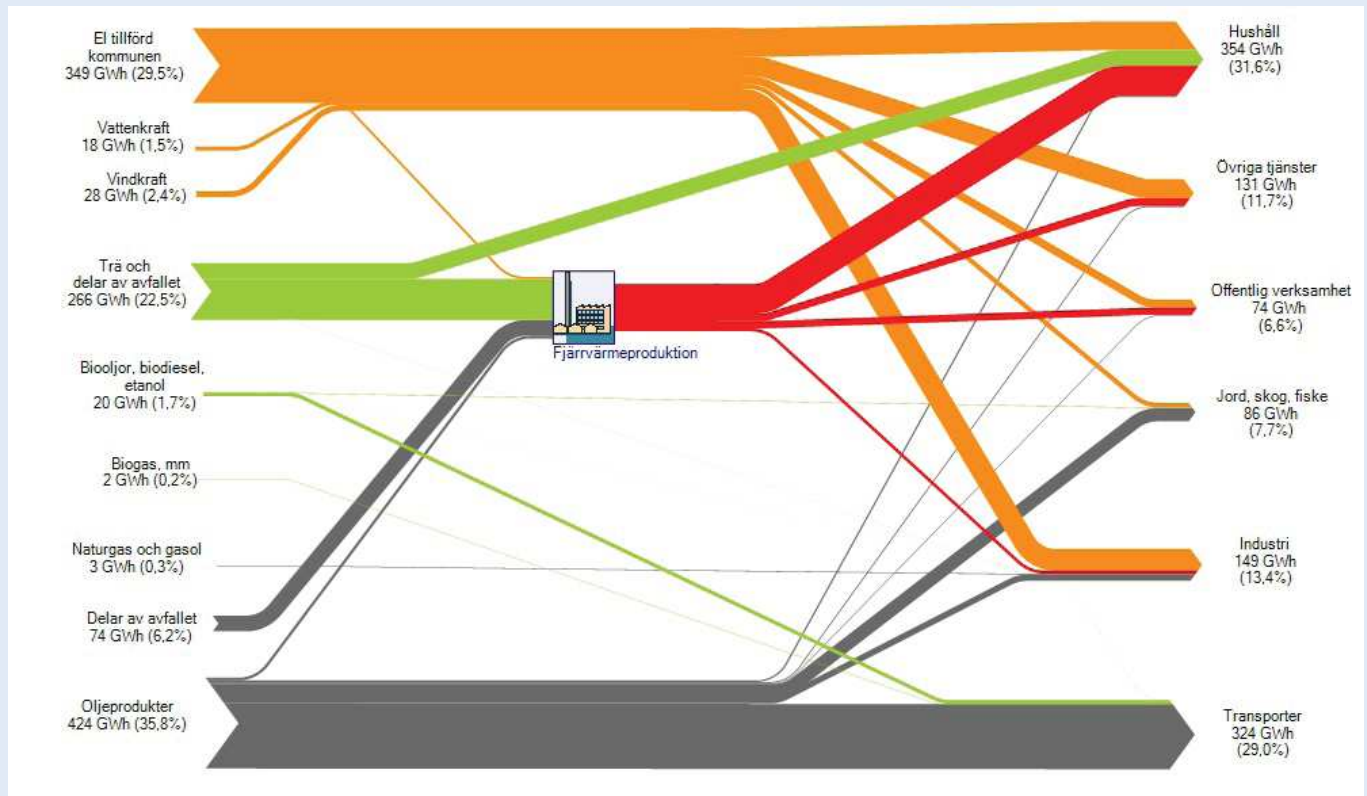 El tillförd
kommunen
349 GWh (29,5%)
Vattenkraft
18 GWh (1,5%)
Vindkraft
28 GWh (2,4%)
Trä och
delar av avfallet
266 GWh (22,5%)
Biooljor, biodiesel,
etanol
20 GWh (1,7%)
Biogas, mm
2 GWh (0,2%)
Naturgas och gasol
3 GWh (0,3%)
Delar av avfallet
74 GWh (6,2%)
Oljeprodukter
424 GWh (35,8%)
Fjärrvärmeproduktion
Hushåll
354 GWh
(31,6%)
Övriga tjänster
131 GWh
(11,7%)
Offentlig verksamhet
74 GWh
(6,6%)
Jord, skog, fiske
86 GWh
(7,7%)
Industri
149 GWh
(13,4%)
Transporter
324 GWh
(29,0%)